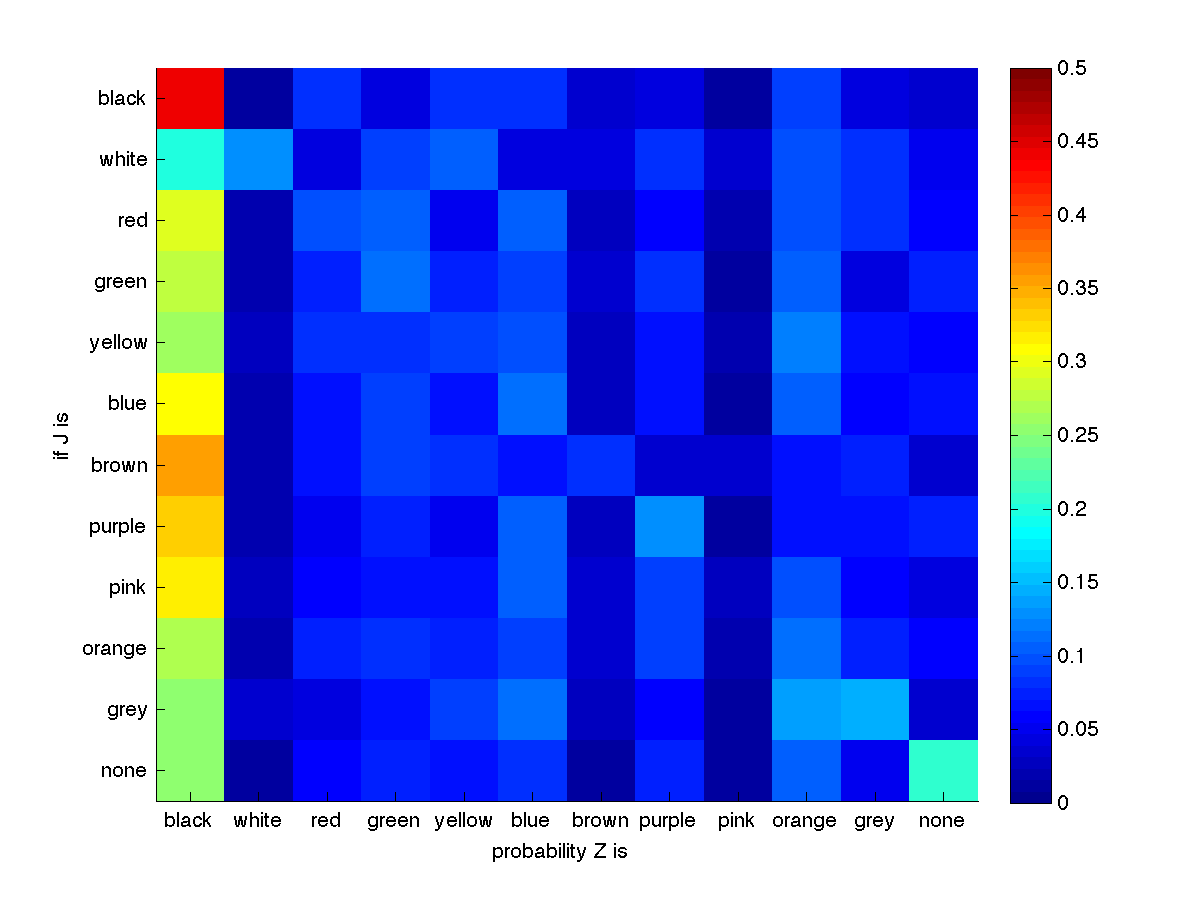 if J is
black
white
red
green
yellow
blue
brown
purple
pink
orange
grey
none
black white red green yellow blue brown purple pink orange grey none
probability Z is
0.5
0.45
0.4
0.35
0.3
0.25
0.2
0.15
0.1
0.05
0